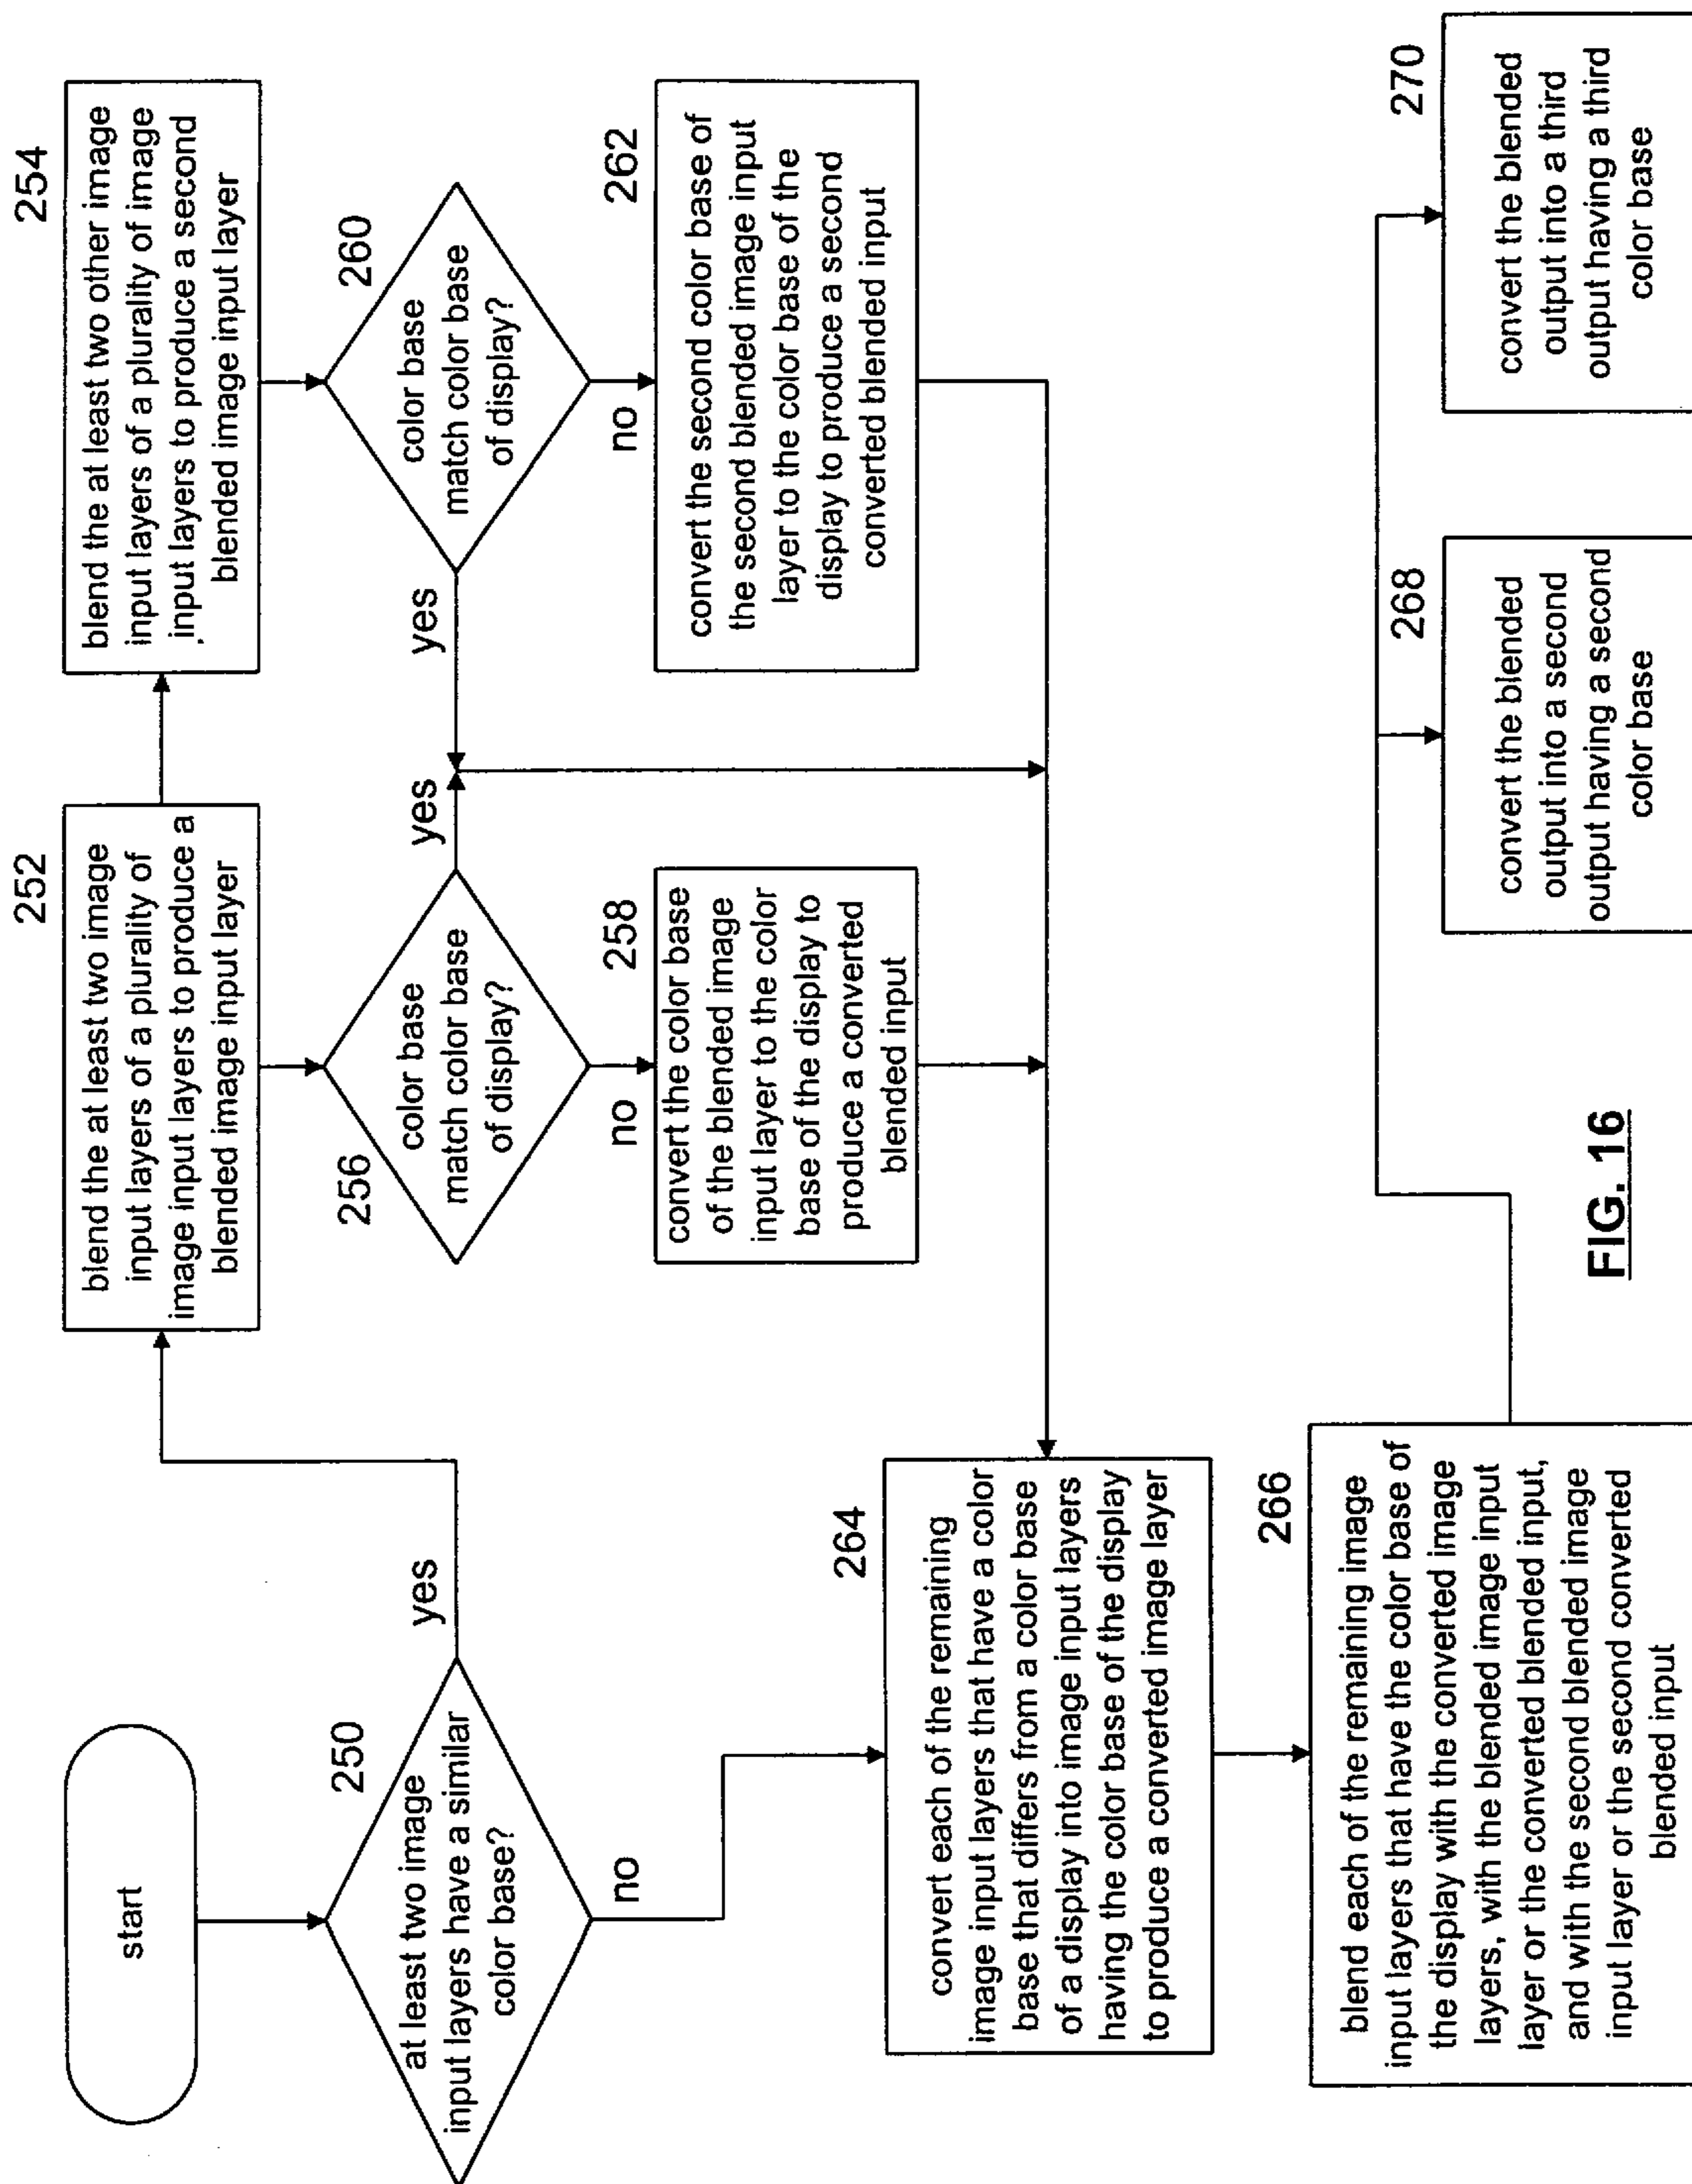 start
250
at least two image
input layers have a similar
color base?
yes
no
252
blend the at least two image
input layers of a plurality of
image input layers to produce a
blended image input layer
254
blend the at least two other image
input layers of a plurality of image
input layers to produce a second
blended image input layer
256
color base
match color base
of display?
yes
no
260
color base
match color base
of display?
yes
no
258
convert the color base
of the blended image
input layer to the color
base of the display to
produce a converted
blended input
262
convert the second color base of
the second blended image input
layer to the color base of the
display to produce a second
converted blended input
264
convert each of the remaining
image input layers that have a color
base that differs from a color base
of a display into image input layers
having the color base of the display
to produce a converted image layer
266
blend each of the remaining image
input layers that have the color base of
the display with the converted image
layers, with the blended image input
layer or the converted blended input,
and with the second blended image
input layer or the second converted
blended input
268
convert the blended
output into a second
output having a second
color base
270
convert the blended
output into a third
output having a third
color base
FIG. 16